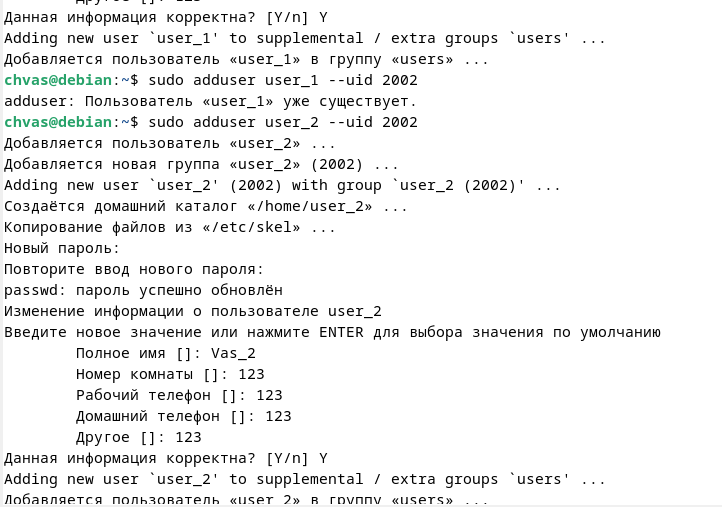 Данная информация корректна? [Y/n] Y
Adding new user `user_1' to supplemental / extra groups `users' ...
Добавляется пользователь «user_1» в группу «users» ...
chvas@debian:~$ sudo adduser user_1 --uid 2002
adduser: Пользователь «user_1» уже существует.
chvas@debian:~$ sudo adduser user_2 --uid 2002
Добавляется пользователь «user_2» ...
Добавляется новая группа «user_2» (2002) ...
Adding new user `user_2' (2002) with group `user_2 (2002)' ...
Создаётся домашний каталог «/home/user_2» ...
Копирование файлов из «/etc/skel» ...
Новый пароль:
Повторите ввод нового пароля:
passwd: пароль успешно обновлён
Изменение информации о пользователе user_2
Введите новое значение или нажмите ENTER для выбора значения по умолчанию
Полное имя []: Vas_2
Номер комнаты []: 123
Рабочий телефон []: 123
Домашний телефон []: 123
Другое []: 123
Данная информация корректна? [Y/n] Y
Adding new user `user_2' to supplemental / extra groups `users' ...
Добавляется пользователь «user_2» в группу «users» ...